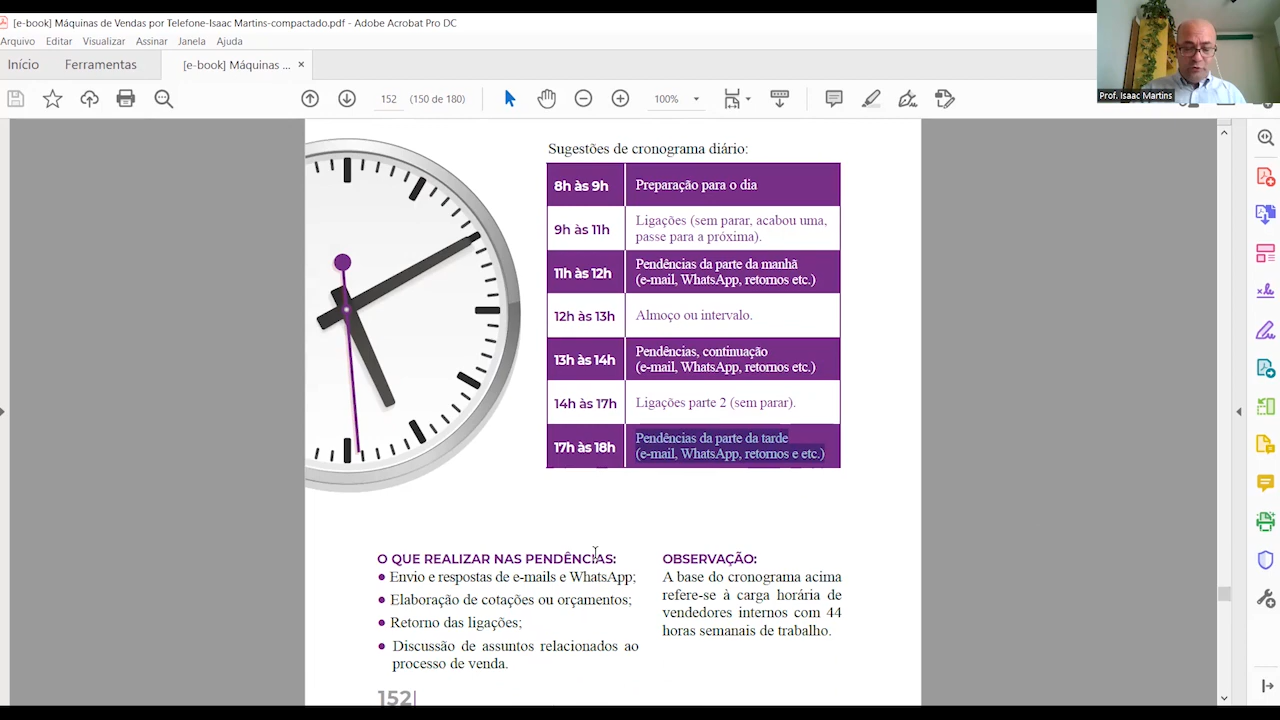 [e-book] Máquinas de Vendas por Telefone-Isaac Martins-compactado.pdf - Adobe Acrobat Pro DC
Arquivo Editar Visualizar Assinar Janela Ajuda
Início Ferramentas [e-book] Máquinas ... ×
152 180) 100%
Prof. Isaac Martins
Sugestões de cronograma diário:
8h às 9h Preparação para o dia
9h às 11h Ligações (sem parar, acabou uma,
passe para a próxima).
11h às 12h Pendências da parte da manhã
(e-mail, WhatsApp, retornos etc.)
12h às 13h Almoço ou intervalo.
13h às 14h Pendências, continuação
(e-mail, WhatsApp, retornos etc.)
14h às 17h Ligações parte 2 (sem parar).
17h às 18h Pendências da parte da tarde
(e-mail, WhatsApp, retornos e etc.)
O QUE REALIZAR NAS PENDÊNCIAS:
• Envio e respostas de e-mails e WhatsApp;
• Elaboração de cotações ou orçamentos;
• Retorno das ligações;
• Discussão de assuntos relacionados ao
processo de venda.
OBSERVAÇÃO:
A base do cronograma acima
refere-se à carga horária de
vendedores internos com 44
horas semanais de trabalho.
152|